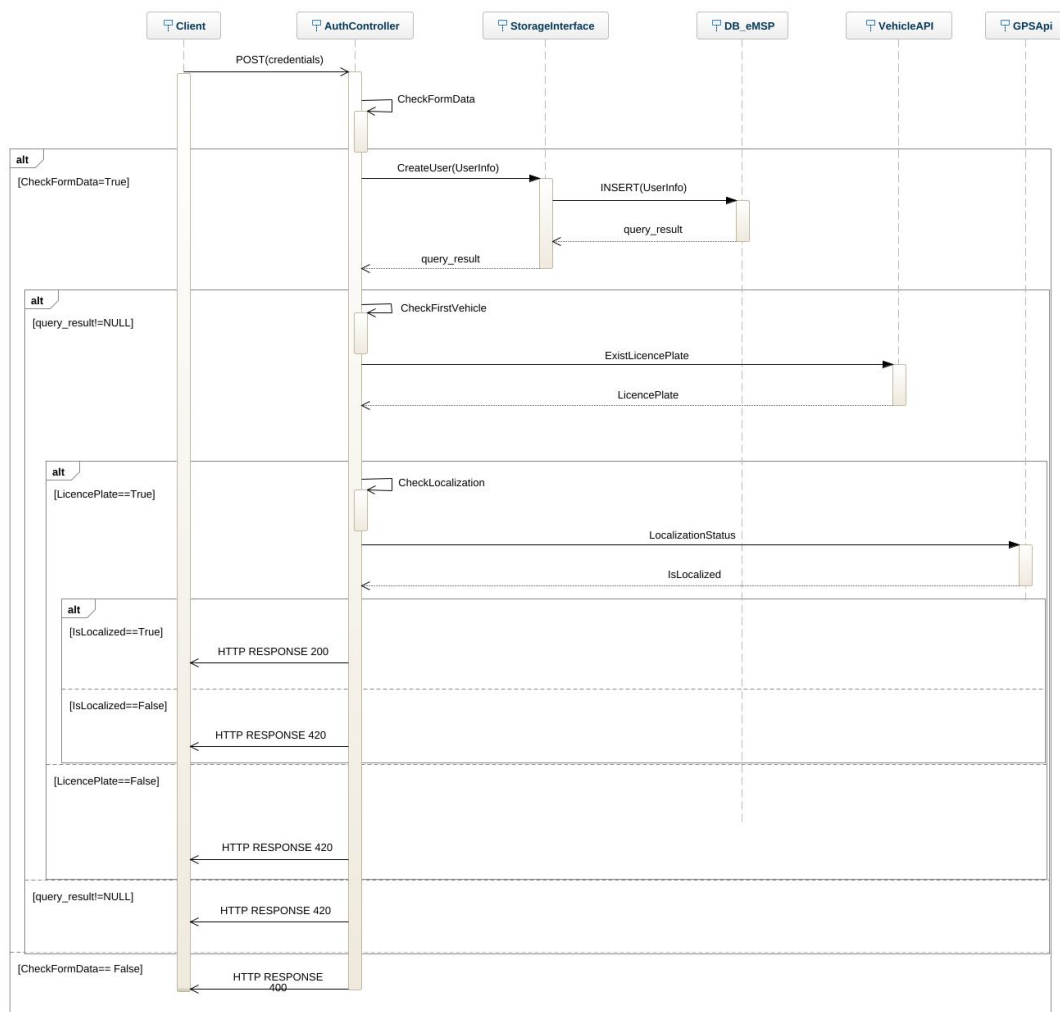 Client
AuthController
StorageInterface
DB_eMSP
VehicleAPI
GPSApi
POST(credentials)
CheckFormData
alt
[CheckFormData=True]
CreateUser(UserInfo)
INSERT(UserInfo)
query_result
query_result
alt
[query_result!=NULL]
CheckFirstVehicle
ExistLicencePlate
LicencePlate
alt
[LicencePlate==True]
CheckLocalization
LocalizationStatus
IsLocalized
alt
[IsLocalized==True]
HTTP RESPONSE 200
[IsLocalized==False]
HTTP RESPONSE 420
[LicencePlate==False]
HTTP RESPONSE 420
[query_result!=NULL]
HTTP RESPONSE 420
[CheckFormData== False]
HTTP RESPONSE
400